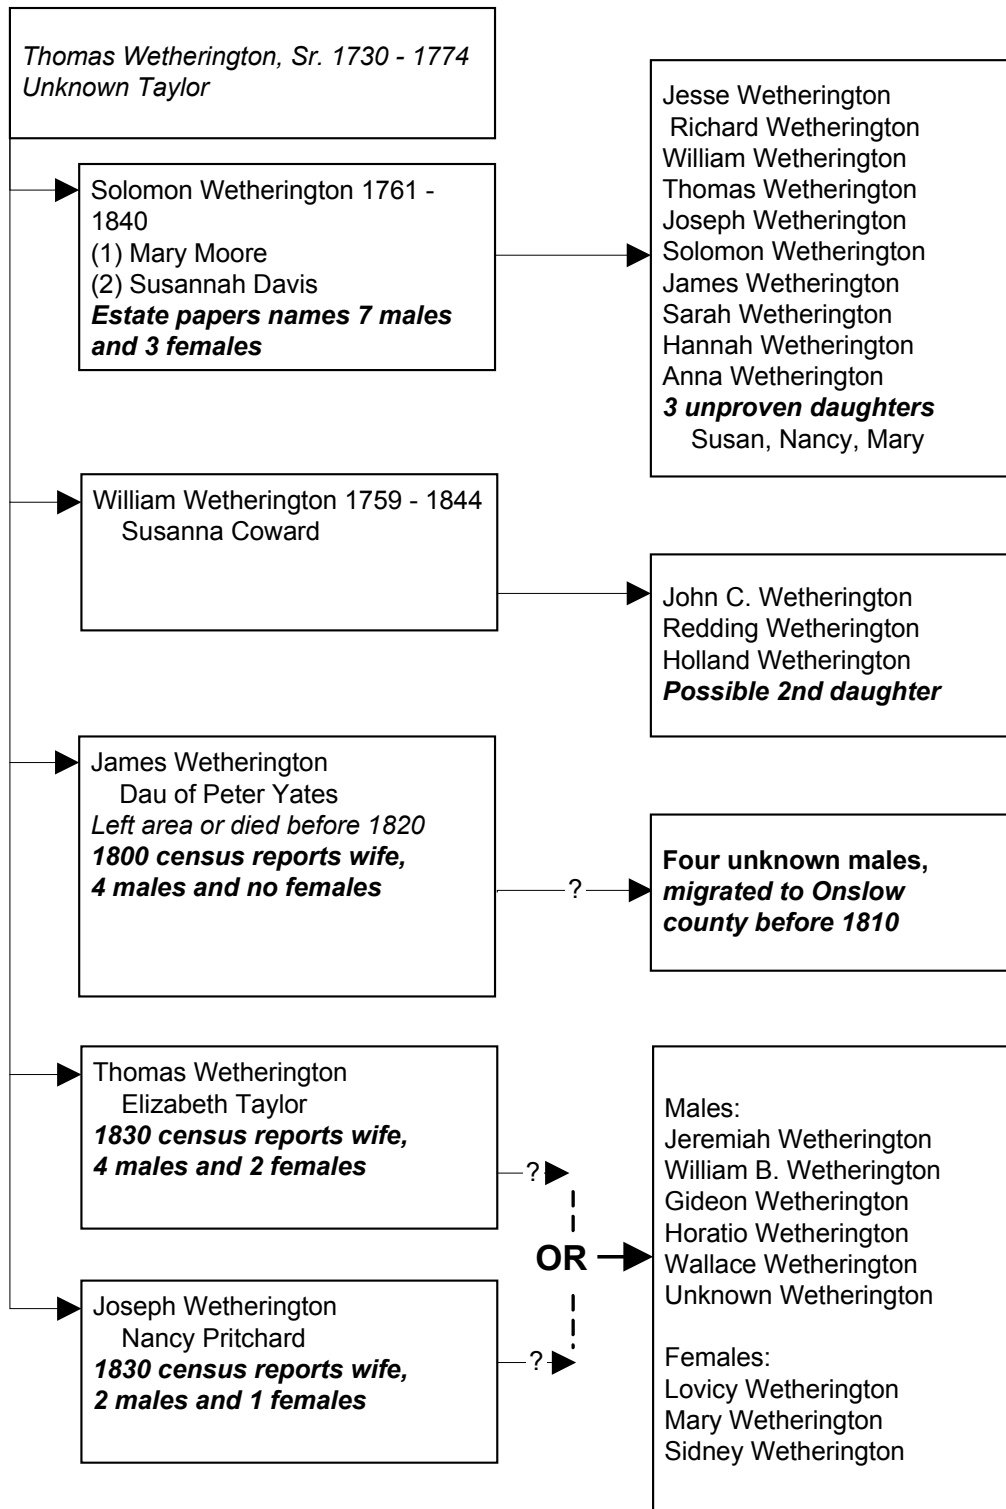 Thomas Wetherington, Sr. 1730 - 1774
Unknown Taylor
Solomon Wetherington 1761 -
1840
(1) Mary Moore
(2) Susannah Davis
Estate papers names 7 males
and 3 females
Jesse Wetherington
Richard Wetherington
William Wetherington
Thomas Wetherington
Joseph Wetherington
Solomon Wetherington
James Wetherington
Sarah Wetherington
Hannah Wetherington
Anna Wetherington
3 unproven daughters
Susan, Nancy, Mary
William Wetherington 1759 - 1844
Susanna Coward
John C. Wetherington
Redding Wetherington
Holland Wetherington
Possible 2nd daughter
James Wetherington
Dau of Peter Yates
Left area or died before 1820
1800 census reports wife,
4 males and no females
?
Four unknown males,
migrated to Onslow
county before 1810
Thomas Wetherington
Elizabeth Taylor
1830 census reports wife,
4 males and 2 females
?
OR
Joseph Wetherington
Nancy Pritchard
1830 census reports wife,
2 males and 1 females
?
Males:
Jeremiah Wetherington
William B. Wetherington
Gideon Wetherington
Horatio Wetherington
Wallace Wetherington
Unknown Wetherington
Females:
Lovicy Wetherington
Mary Wetherington
Sidney Wetherington